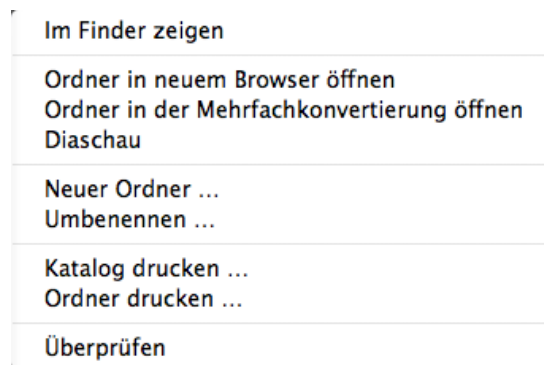 Im Finder zeigen
Ordner in neuem Browser öffnen
Ordner in der Mehrfachkonvertierung öffnen
Diaschau
Neuer Ordner ...
Umbenennen ...
Katalog drucken ...
Ordner drucken ...
Überprüfen